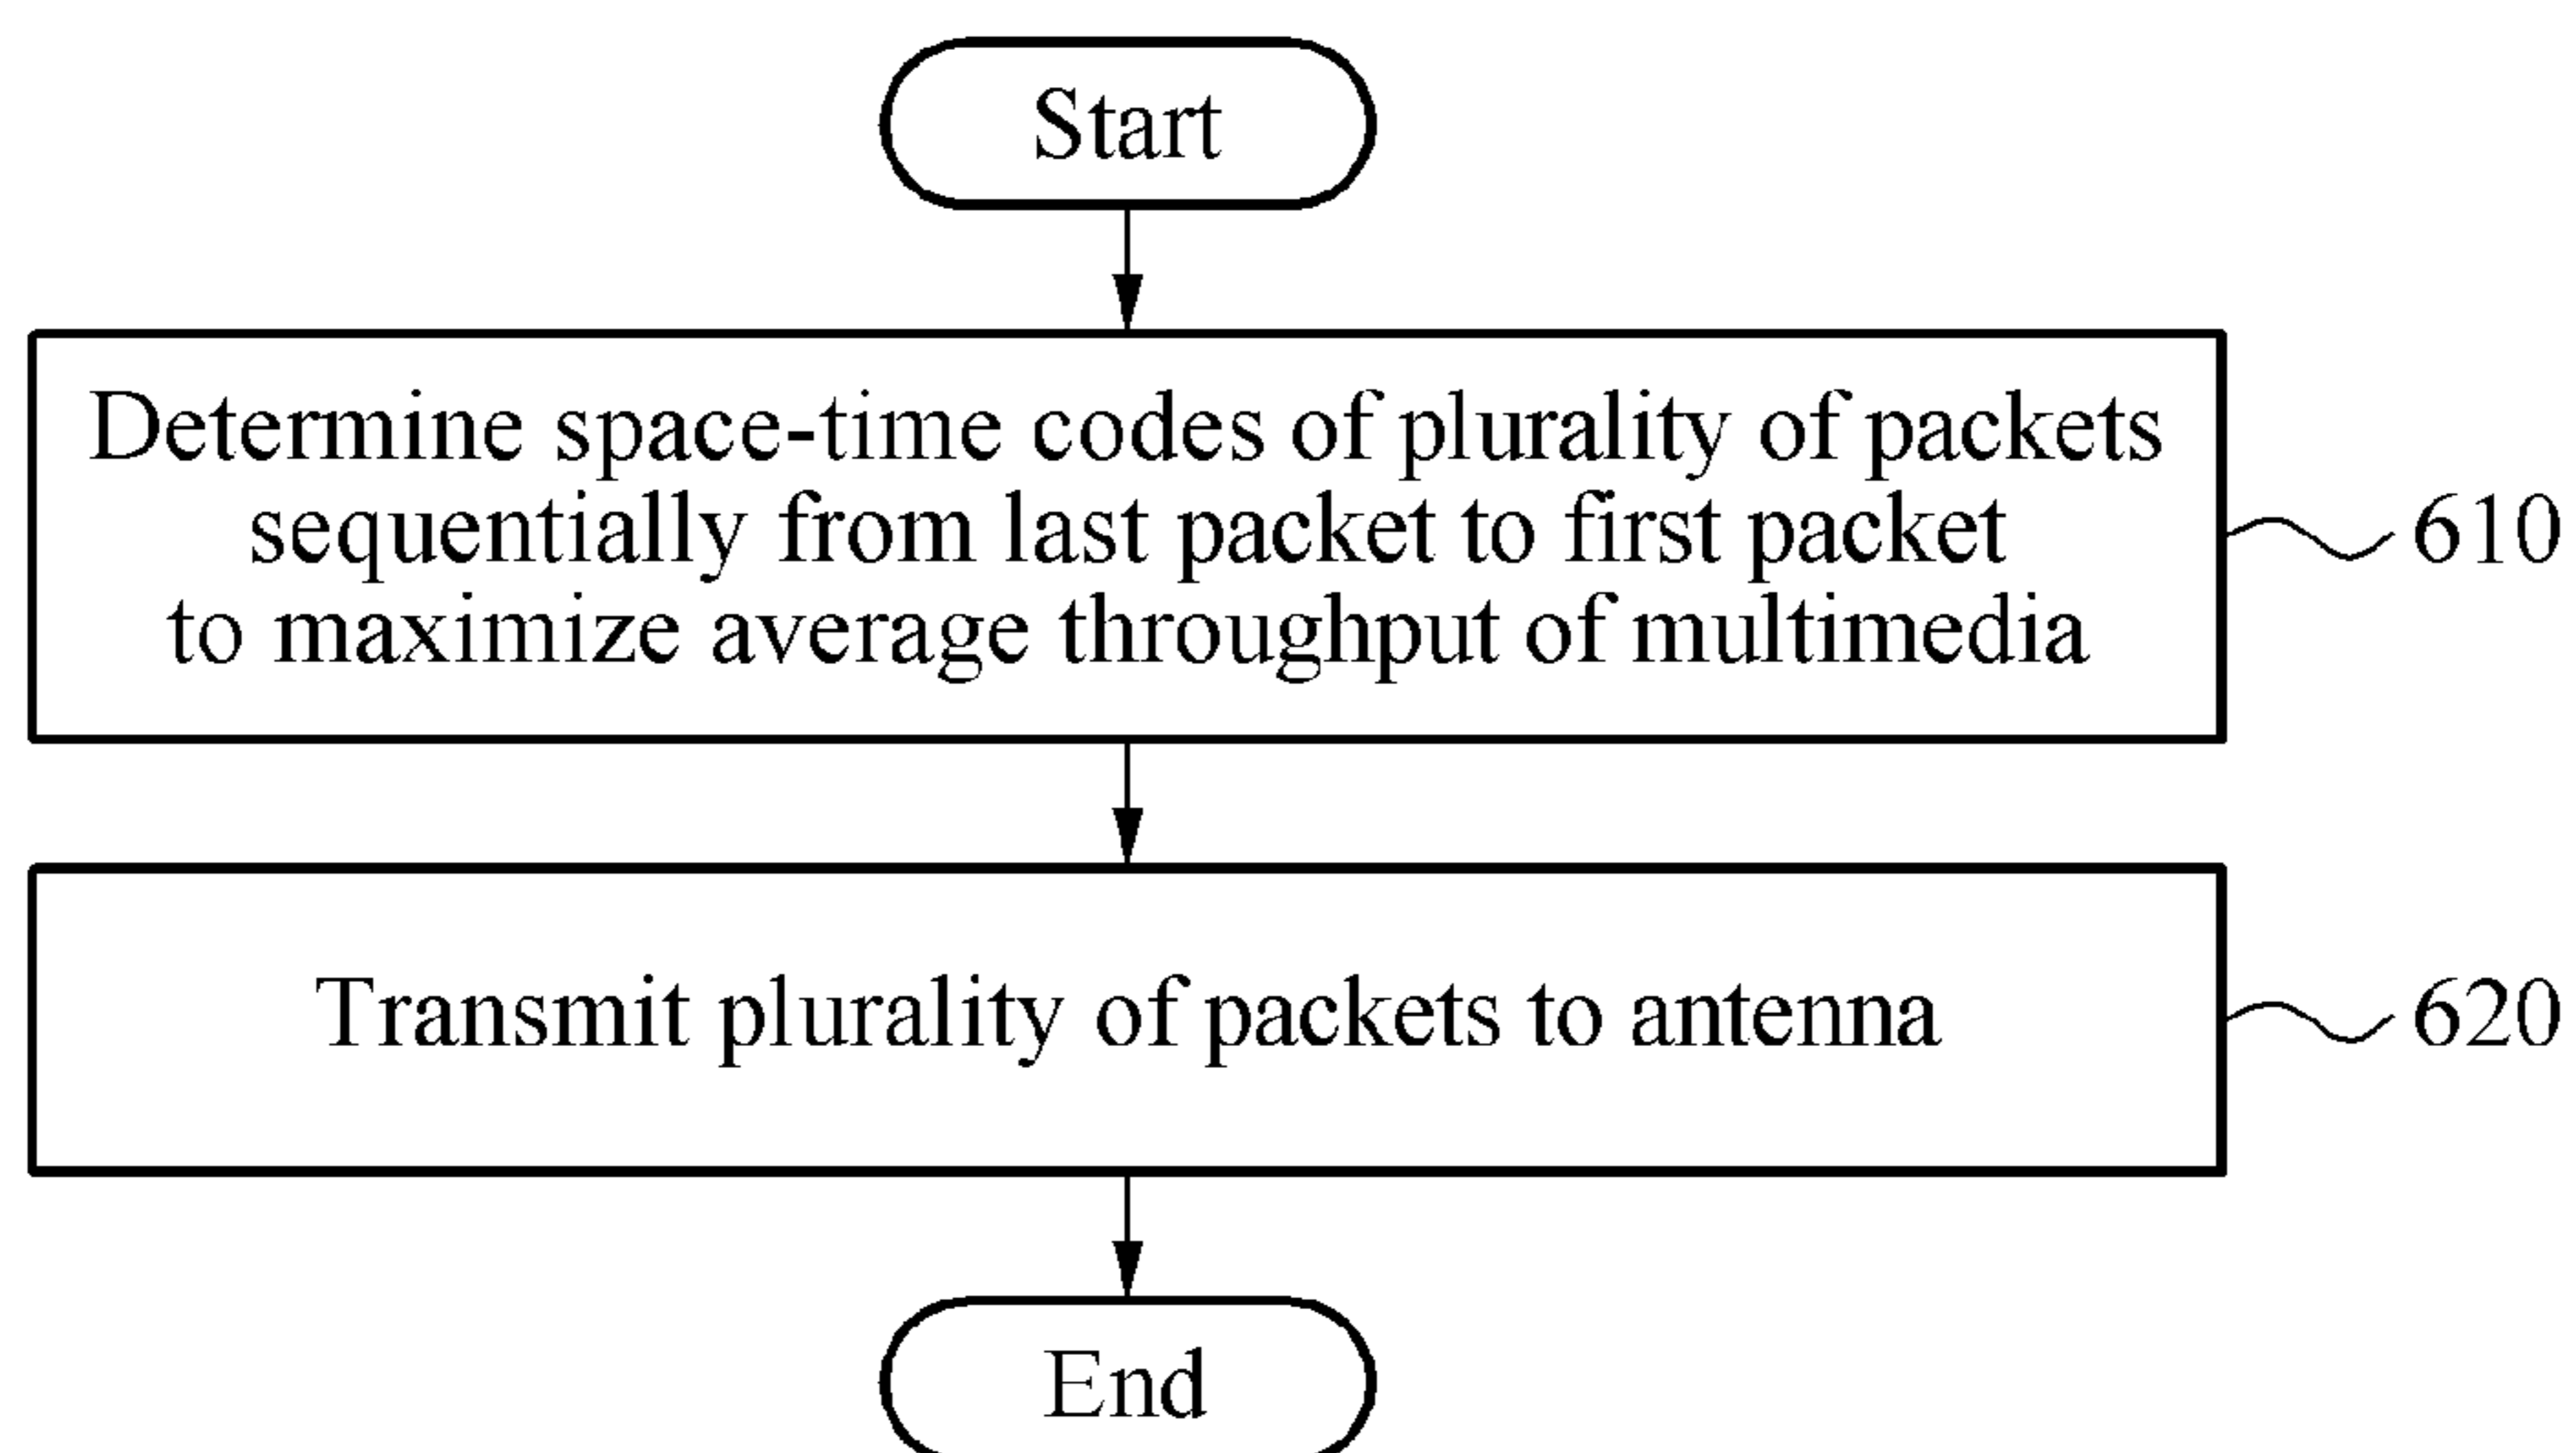 Start
Determine space-time codes of plurality of packets
sequentially from last packet to first packet
to maximize average throughput of multimedia
610
Transmit plurality of packets to antenna
620
End